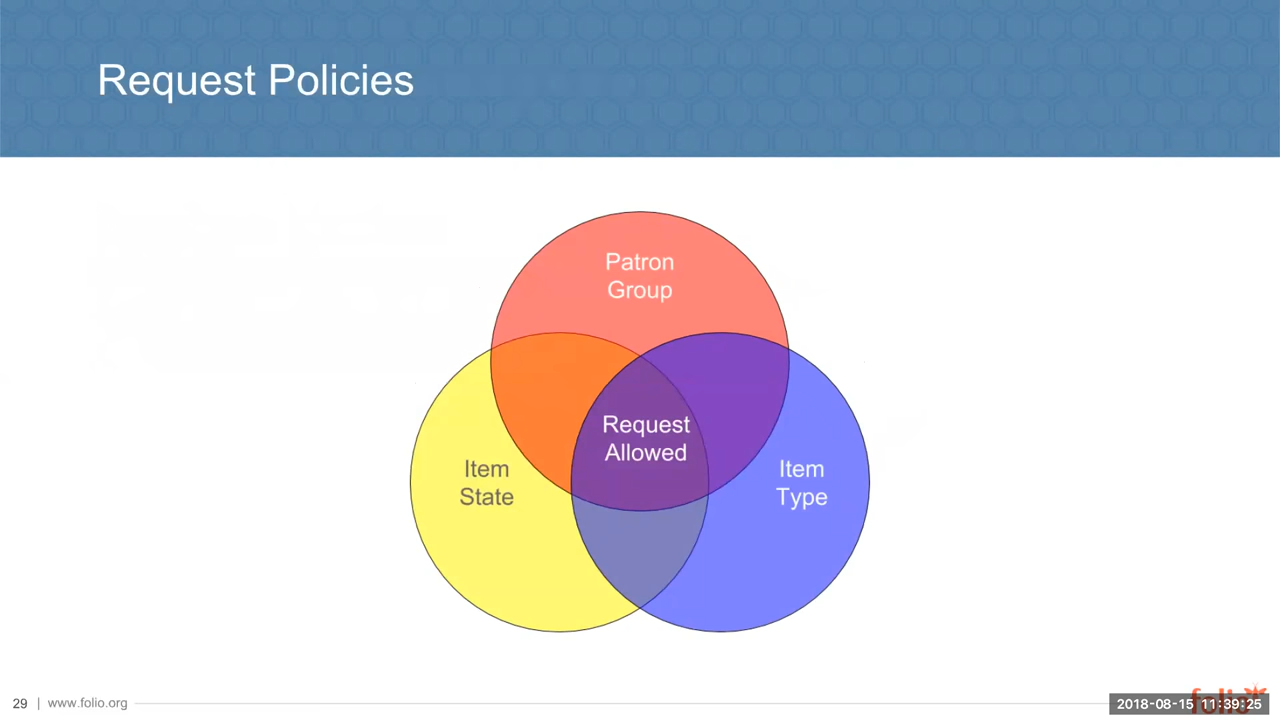 Request Policies
Patron
Group
Request
Allowed
Item
State
Item
Type
29 | www.folio.org
folio
2018-08-15 11:39:25